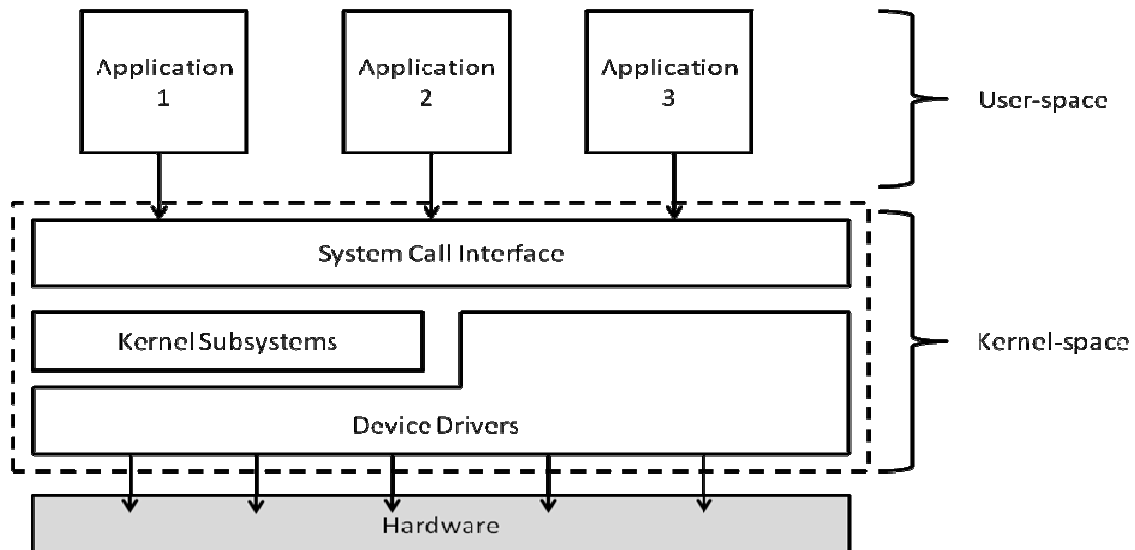 Application
1
Application
2
Application
3
User-space
System Call Interface
Kernel Subsystems
Kernel-space
Device Drivers
Hardware